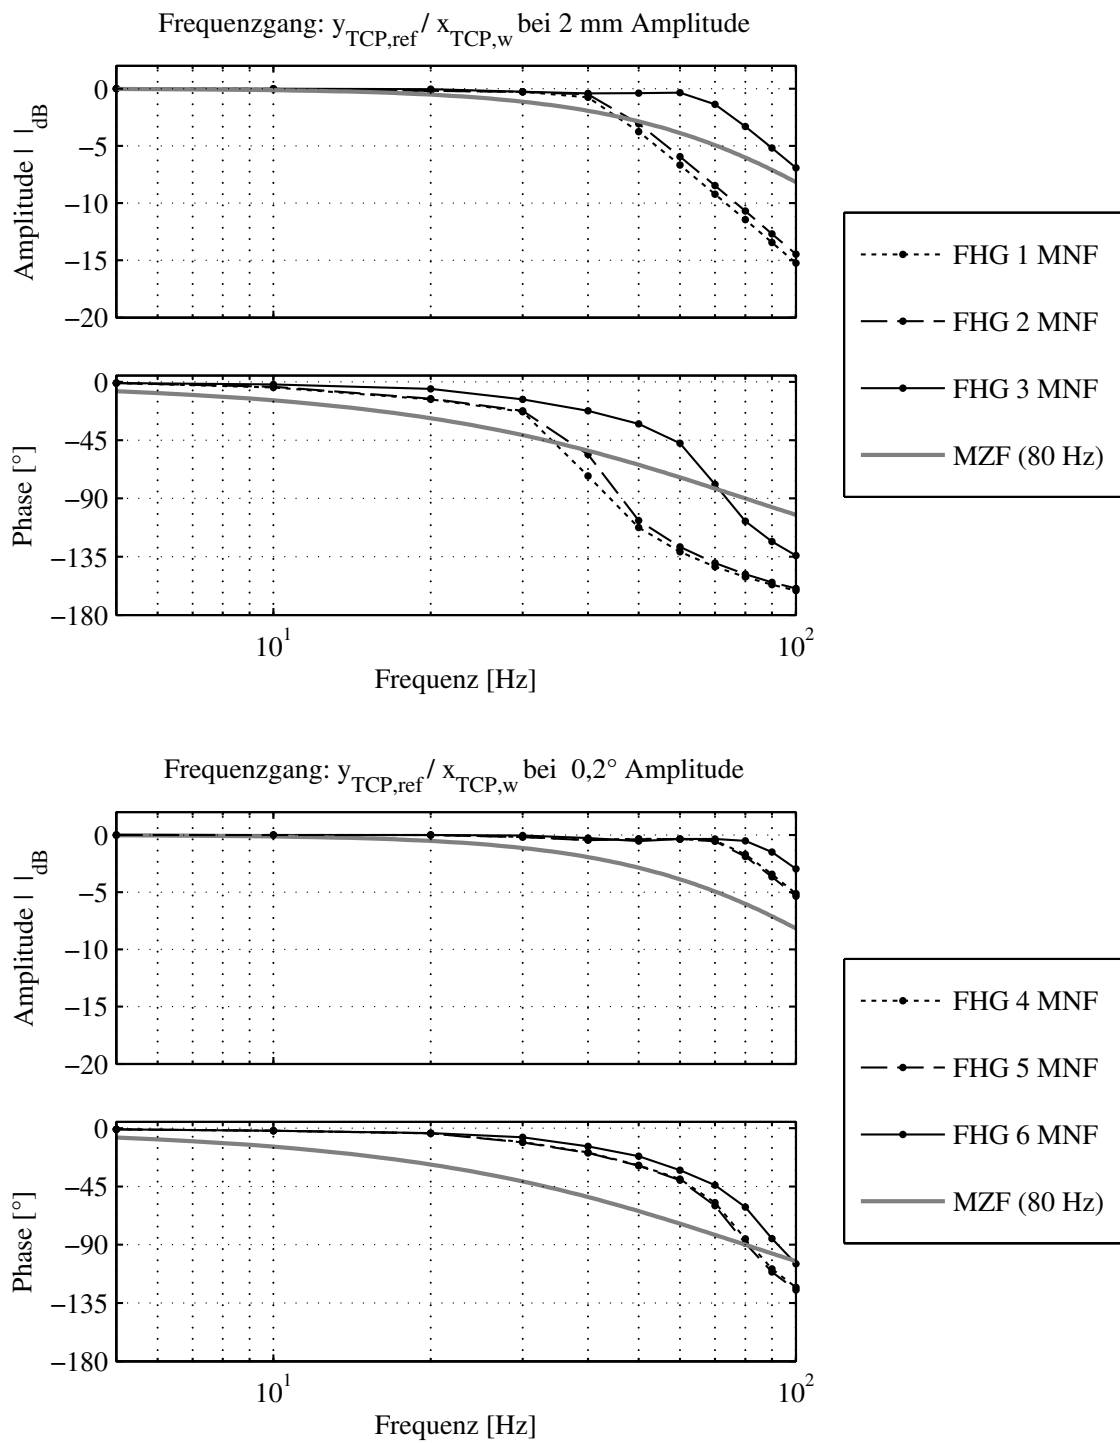 Frequenzgang: y_TCP,ref / x_TCP,w bei 2 mm Amplitude
Amplitude | |_dB
0
−5
−10
−15
−20
Phase [°]
0
−45
−90
−135
−180
10^1
10^2
Frequenz [Hz]
FHG 1 MNF
FHG 2 MNF
FHG 3 MNF
MZF (80 Hz)
Frequenzgang: y_TCP,ref / x_TCP,w bei 0,2° Amplitude
Amplitude | |_dB
0
−5
−10
−15
−20
Phase [°]
0
−45
−90
−135
−180
10^1
10^2
Frequenz [Hz]
FHG 4 MNF
FHG 5 MNF
FHG 6 MNF
MZF (80 Hz)